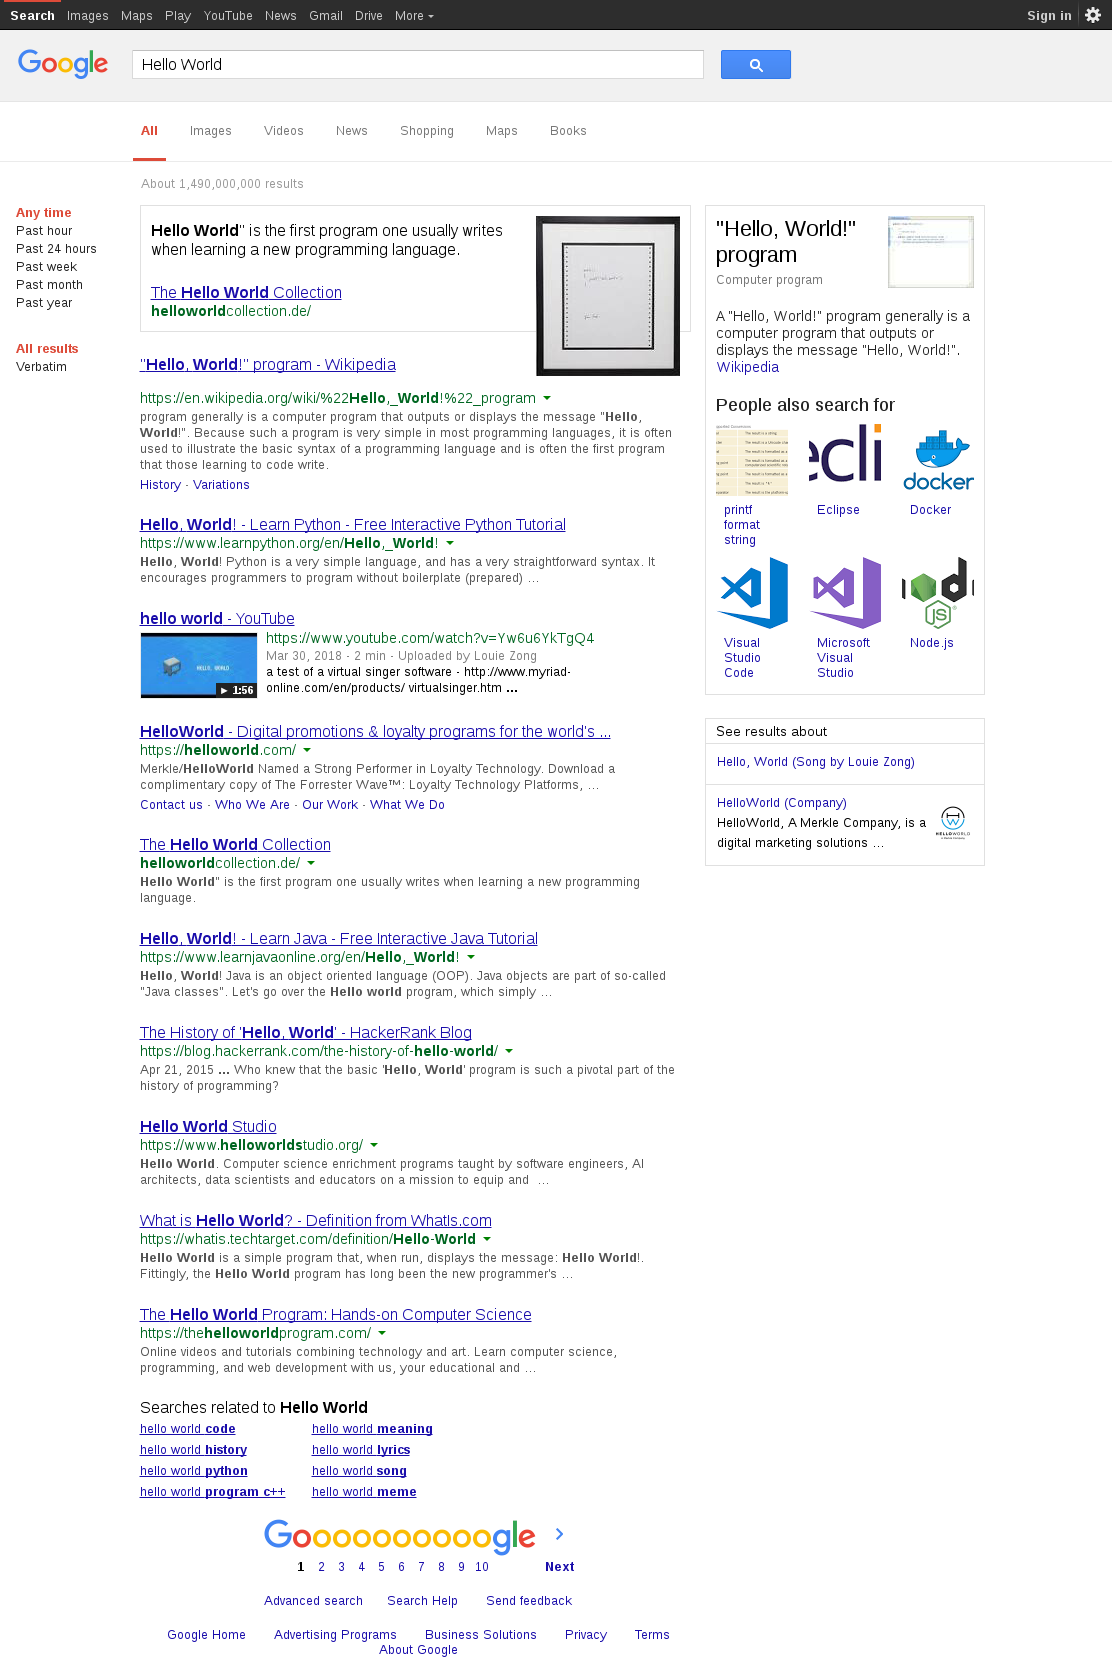 Search Images Maps Play YouTube News Gmail Drive More Sign in
Google
Hello World
All Images Videos News Shopping Maps Books
About 1,490,000,000 results
Any time
Past hour
Past 24 hours
Past week
Past month
Past year
All results
Verbatim
Hello World" is the first program one usually writes
when learning a new programming language.
The Hello World Collection
helloworldcollection.de/
"Hello, World!" program - Wikipedia
https://en.wikipedia.org/wiki/%22Hello,_World!%22_program
program generally is a computer program that outputs or displays the message "Hello,
World!". Because such a program is very simple in most programming languages, it is often
used to illustrate the basic syntax of a programming language and is often the first program
that those learning to code write.
History · Variations
Hello, World! - Learn Python - Free Interactive Python Tutorial
https://www.learnpython.org/en/Hello,_World!
Hello, World! Python is a very simple language, and has a very straightforward syntax. It
encourages programmers to program without boilerplate (prepared) ...
hello world - YouTube
HELLO, WORLD
1:56
https://www.youtube.com/watch?v=Yw6u6YkTgQ4
Mar 30, 2018 - 2 min - Uploaded by Louie Zong
a test of a virtual singer software - http://www.myriad-
online.com/en/products/ virtualsinger.htm ...
HelloWorld - Digital promotions & loyalty programs for the world's ...
https://helloworld.com/
Merkle/HelloWorld Named a Strong Performer in Loyalty Technology. Download a
complimentary copy of The Forrester Wave™: Loyalty Technology Platforms, ...
Contact us · Who We Are · Our Work · What We Do
The Hello World Collection
helloworldcollection.de/
Hello World" is the first program one usually writes when learning a new programming
language.
Hello, World! - Learn Java - Free Interactive Java Tutorial
https://www.learnjavaonline.org/en/Hello,_World!
Hello, World! Java is an object oriented language (OOP). Java objects are part of so-called
"Java classes". Let's go over the Hello world program, which simply ...
The History of 'Hello, World' - HackerRank Blog
https://blog.hackerrank.com/the-history-of-hello-world/
Apr 21, 2015 ... Who knew that the basic 'Hello, World' program is such a pivotal part of the
history of programming?
Hello World Studio
https://www.helloworldstudio.org/
Hello World. Computer science enrichment programs taught by software engineers, AI
architects, data scientists and educators on a mission to equip and ...
What is Hello World? - Definition from WhatIs.com
https://whatis.techtarget.com/definition/Hello-World
Hello World is a simple program that, when run, displays the message: Hello World!.
Fittingly, the Hello World program has long been the new programmer's ...
The Hello World Program: Hands-on Computer Science
https://thehelloworldprogram.com/
Online videos and tutorials combining technology and art. Learn computer science,
programming, and web development with us, your educational and ...
Searches related to Hello World
hello world code hello world meaning
hello world history hello world lyrics
hello world python hello world song
hello world program c++ hello world meme
Goooooooooogle
1 2 3 4 5 6 7 8 9 10 Next
Advanced search Search Help Send feedback
Google Home Advertising Programs Business Solutions Privacy Terms
About Google
"Hello, World!"
program
Computer program
A "Hello, World!" program generally is a
computer program that outputs or
displays the message "Hello, World!".
Wikipedia
People also search for
ecli
docker
printf
format
string
Eclipse
Docker
JS
Visual
Studio
Code
Microsoft
Visual
Studio
Node.js
See results about
Hello, World (Song by Louie Zong)
HelloWorld (Company)
HelloWorld, A Merkle Company, is a
digital marketing solutions ...
HELLOWORLD